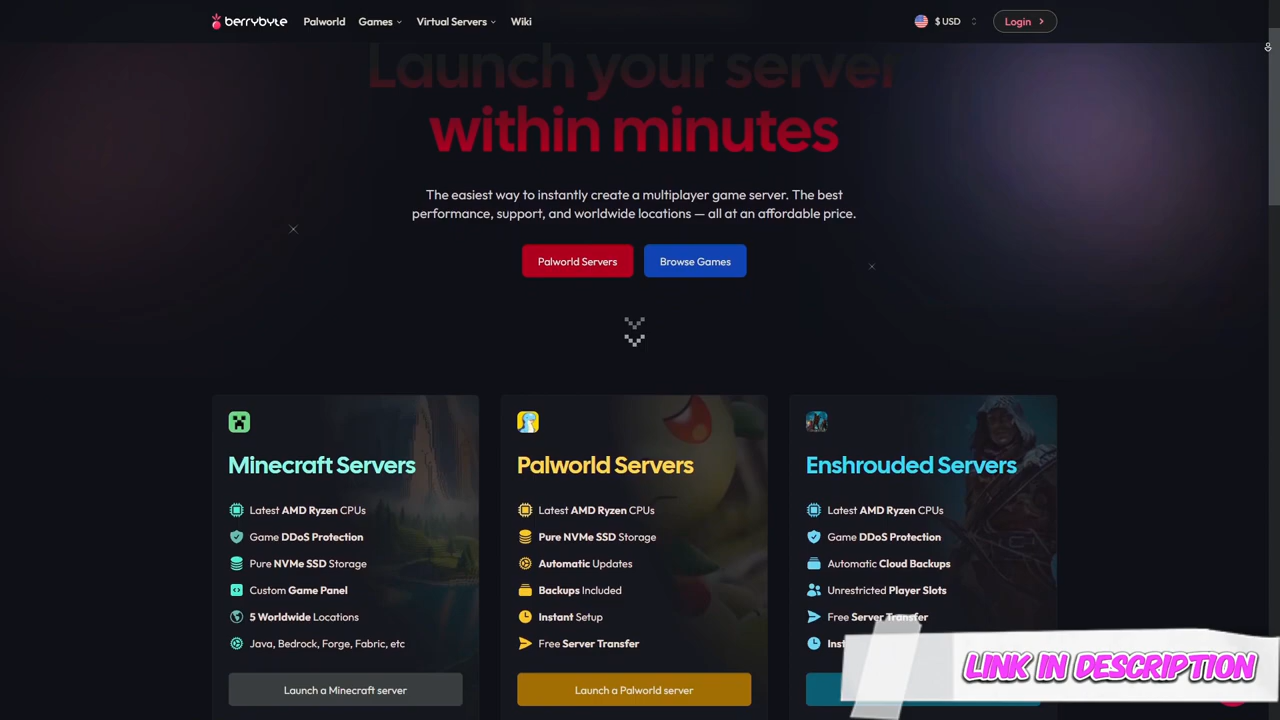 berrybyte
Palworld
Games
Virtual Servers
Wiki
$ USD
Login
Launch your server
within minutes
The easiest way to instantly create a multiplayer game server. The best
performance, support, and worldwide locations — all at an affordable price.
Palworld Servers
Browse Games
Minecraft Servers
Latest AMD Ryzen CPUs
Game DDoS Protection
Pure NVMe SSD Storage
Custom Game Panel
5 Worldwide Locations
Java, Bedrock, Forge, Fabric, etc
Launch a Minecraft server
Palworld Servers
Latest AMD Ryzen CPUs
Pure NVMe SSD Storage
Automatic Updates
Backups Included
Instant Setup
Free Server Transfer
Launch a Palworld server
Enshrouded Servers
Latest AMD Ryzen CPUs
Game DDoS Protection
Automatic Cloud Backups
Unrestricted Player Slots
Free Server Transfer
LINK IN DESCRIPTION